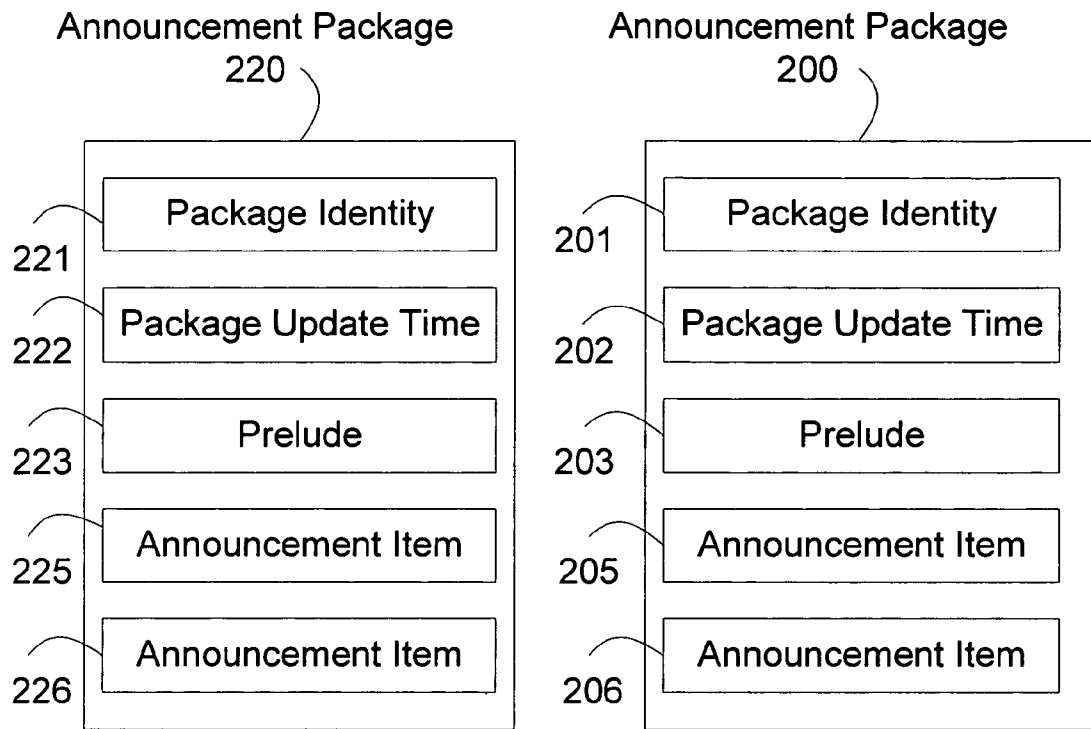 Announcement Package
220
Package Identity
221
Package Update Time
222
Prelude
223
Announcement Item
225
Announcement Item
226
Announcement Package
200
Package Identity
201
Package Update Time
202
Prelude
203
Announcement Item
205
Announcement Item
206